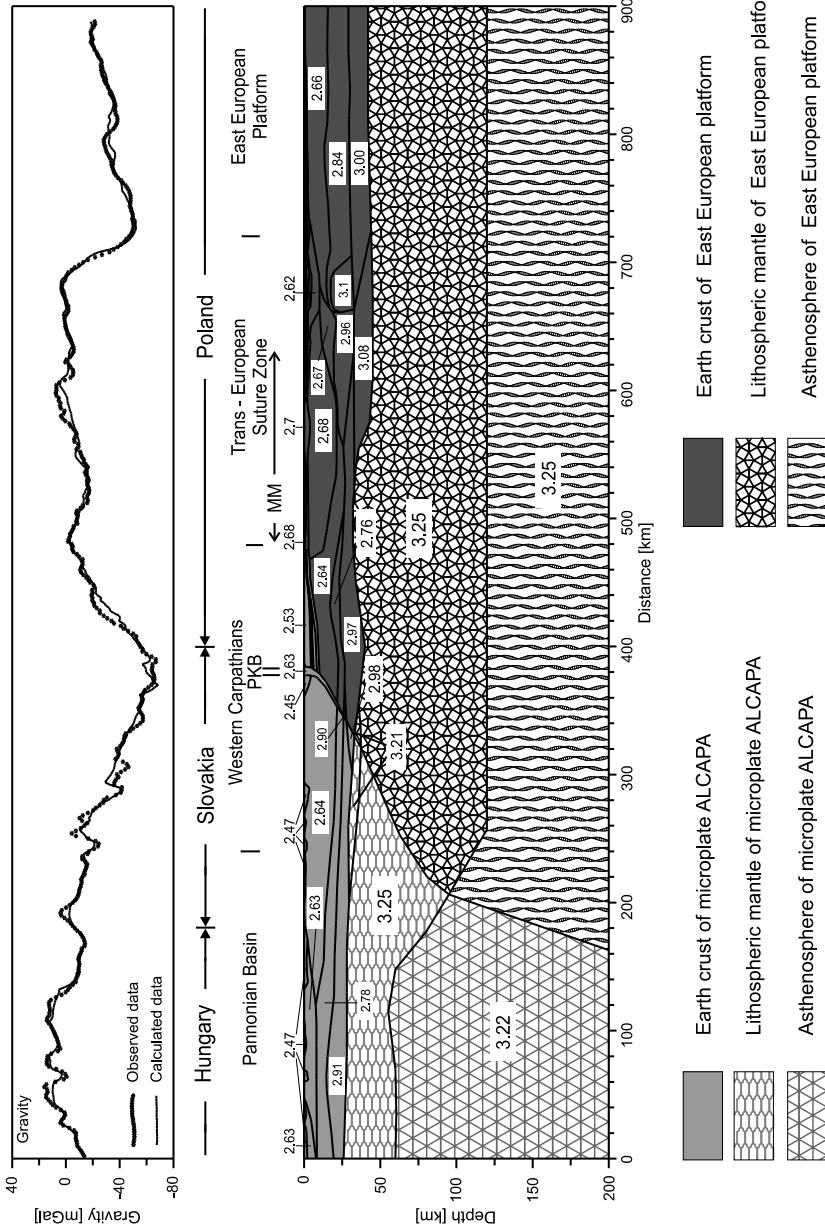 Gravity
Gravity [mGal]
40
0
-40
-80
Observed data
Calculated data
Hungary
Slovakia
Poland
Pannonian Basin
Western Carpathians
PKB
MM
Trans - European
Suture Zone
East European
Platform
2.63
2.47
2.47
2.45
2.63
2.53
2.68
2.7
2.62
2.91
2.78
2.63
2.64
2.90
2.98
2.97
2.64
2.76
2.68
2.67
2.96
3.08
3.1
2.84
3.00
2.66
3.25
3.21
3.25
3.22
3.25
Depth [km]
0
50
100
150
200
0
100
200
300
400
500
600
700
800
900
Distance [km]
Earth crust of microplate ALCAPA
Lithospheric mantle of microplate ALCAPA
Asthenosphere of microplate ALCAPA
Earth crust of East European platform
Lithospheric mantle of East European platfo
Asthenosphere of East European platform